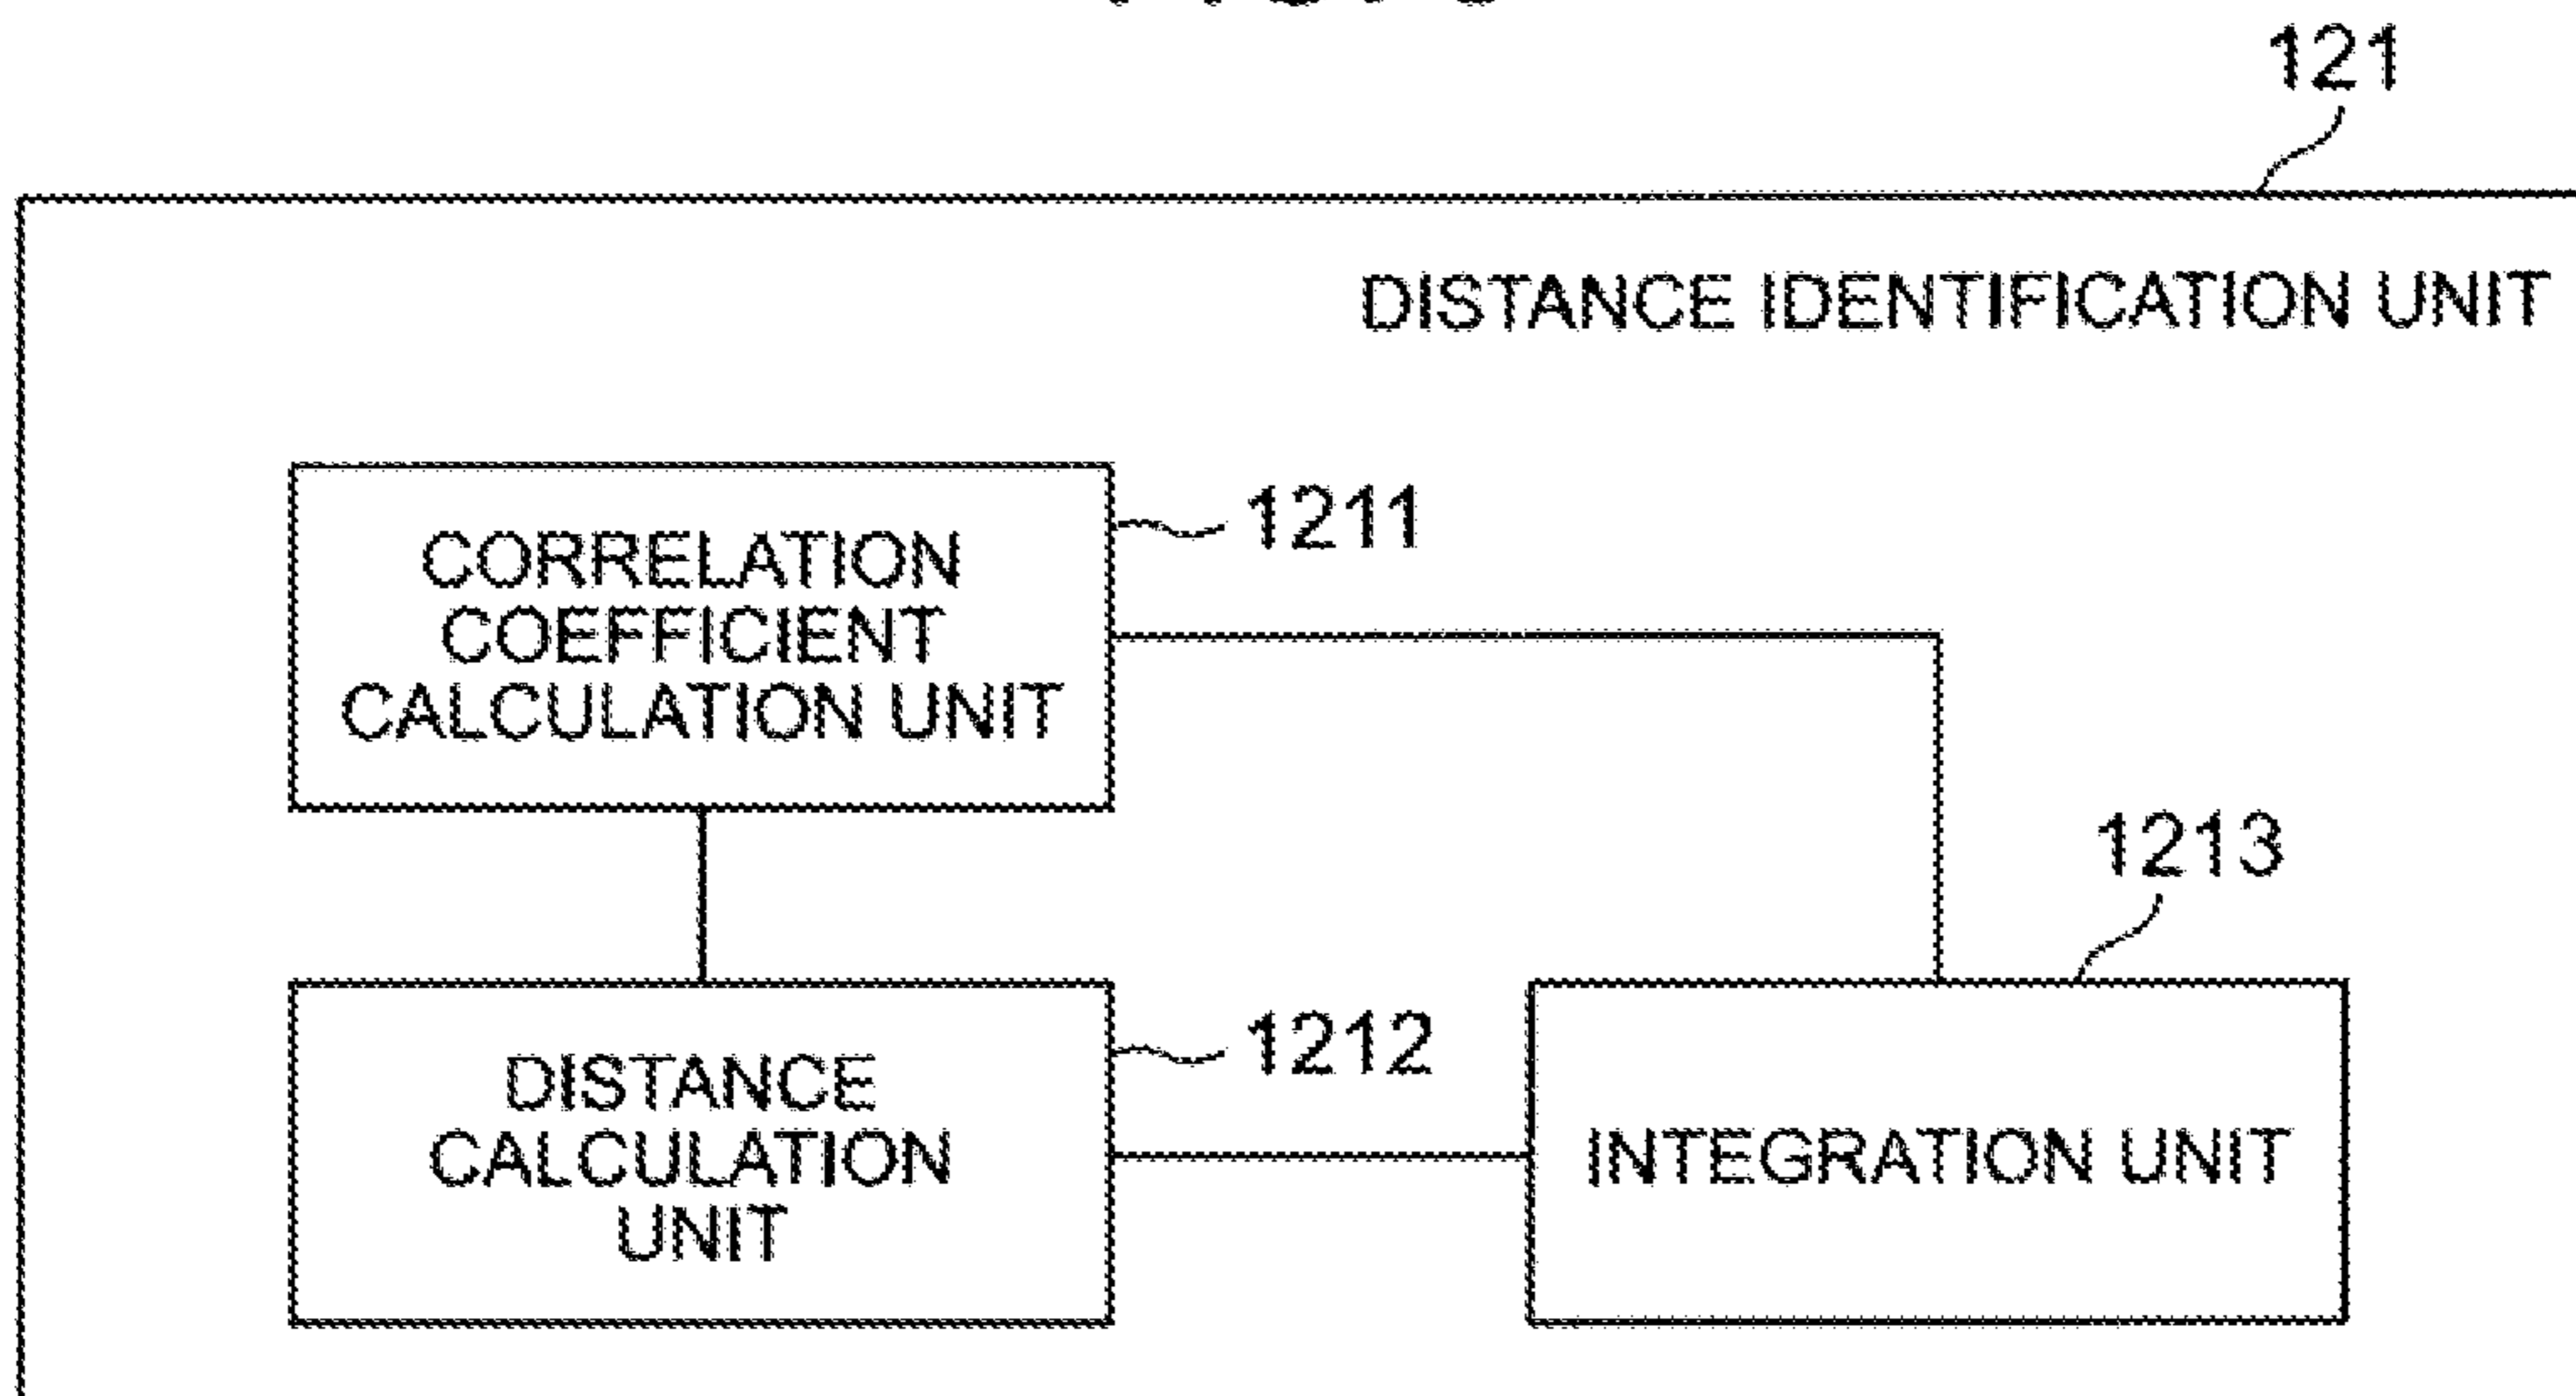 121
DISTANCE IDENTIFICATION UNIT
CORRELATION
COEFFICIENT
CALCULATION UNIT
1211
1213
DISTANCE
CALCULATION
UNIT
1212
INTEGRATION UNIT